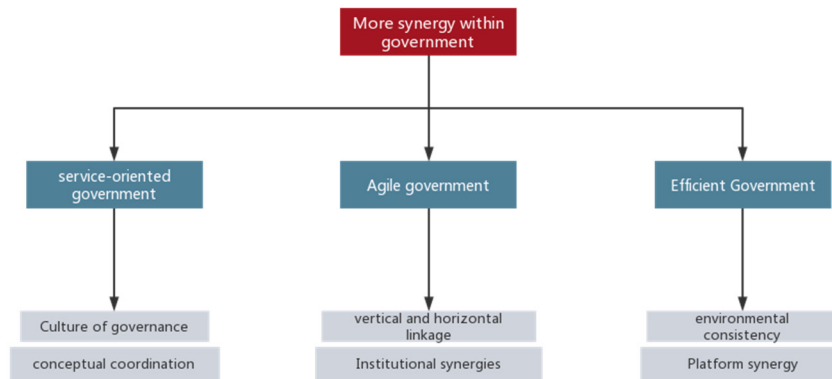 More synergy within
government
service-oriented
government
Agile government
Efficient Government
Culture of governance
vertical and horizontal
linkage
environmental
consistency
conceptual coordination
Institutional synergies
Platform synergy